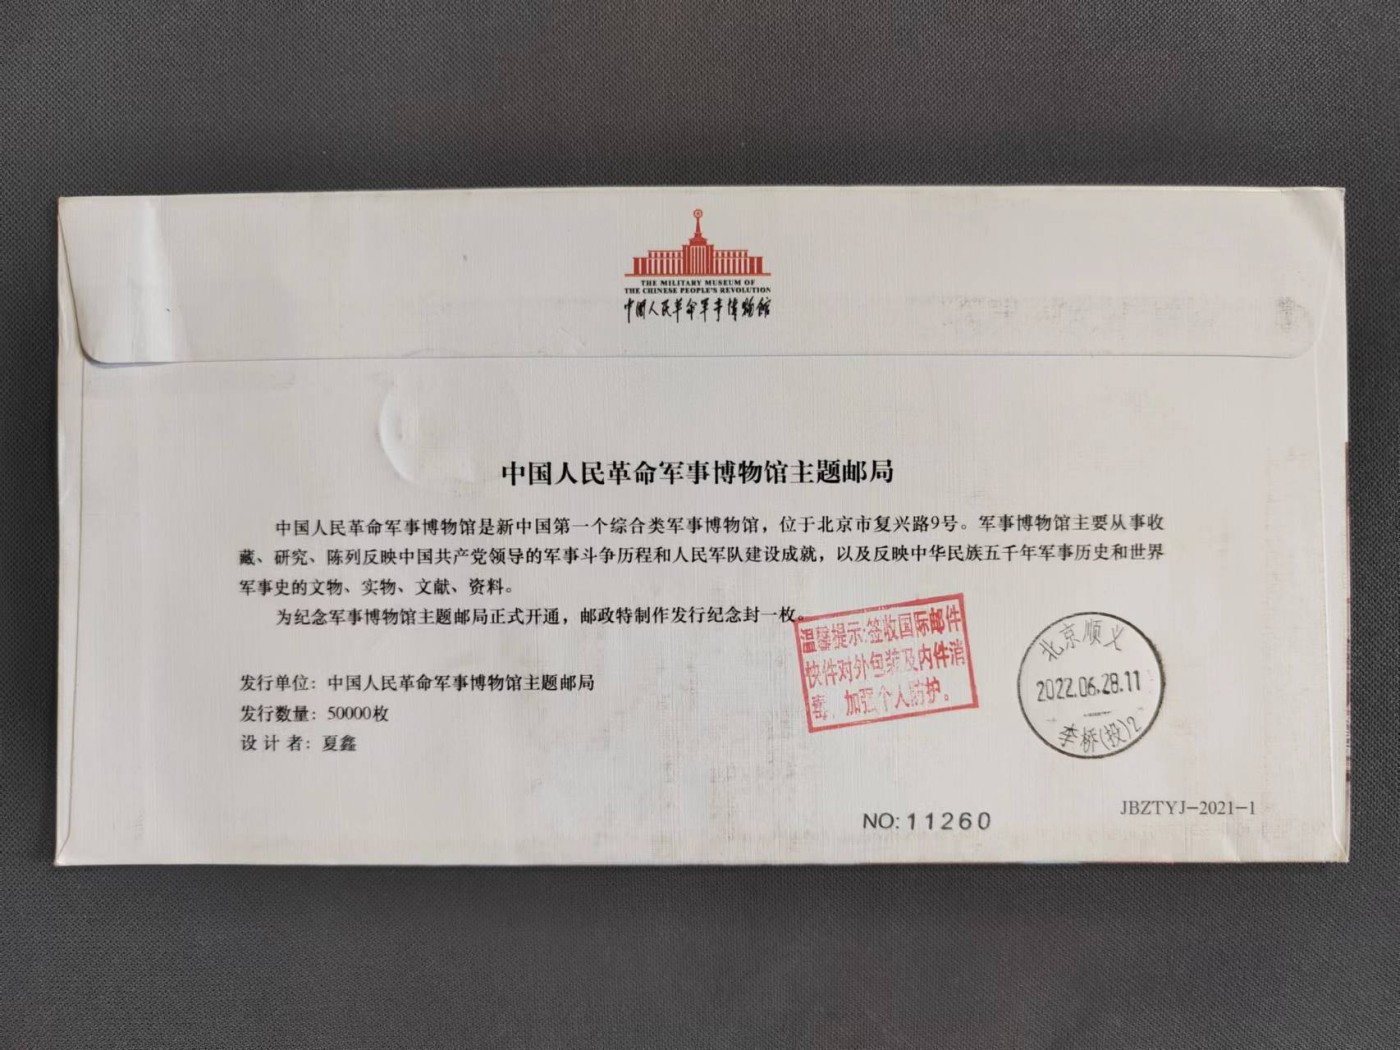 THE MILITARY MUSEUM OF
THE CHINESE PEOPLE'S REVOLUTION
中国人民革命军事博物馆
中国人民革命军事博物馆主题邮局
中国人民革命军事博物馆是新中国第一个综合类军事博物馆，位于北京市复兴路9号。军事博物馆主要从事收
藏、研究、陈列反映中国共产党领导的军事斗争历程和人民军队建设成就，以及反映中华民族五千年军事历史和世界
军事史的文物、实物、文献、资料。
为纪念军事博物馆主题邮局正式开通，邮政特制作发行纪念封一枚。
发行单位：中国人民革命军事博物馆主题邮局
发行数量：50000枚
设 计 者：夏鑫
温馨提示:签收国际邮件
快件对外包装及内件消
毒，加强个人防护。
北京顺义
2022.06.28.11
李桥(投)2
NO:11260
JBZTYJ-2021-1